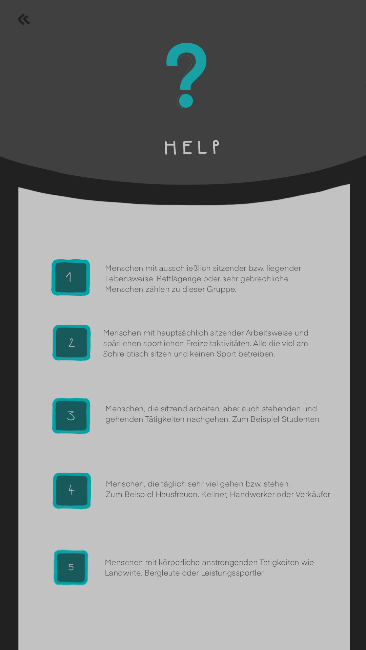 ?
HELP
1
Menschen mit ausschließlich sitzender bzw. liegender
Lebensweise. Bettlägerige oder sehr gebrechliche
Menschen zählen zu dieser Gruppe.
2
Menschen mit hauptsächlich sitzender Arbeitsweise und
spärlichen sportlichen Freizeitaktivitäten. Alle die viel am
Schreibtisch sitzen und keinen Sport betreiben.
3
Menschen, die sitzend arbeiten, aber auch stehenden und
gehenden Tätigkeiten nachgehen. Zum Beispiel Studenten
4
Menschen, die täglich sehr viel gehen bzw. stehen.
Zum Beispiel Hausfrauen, Kellner, Handwerker oder Verkäufer
5
Menschen mit körperliche anstrengenden Tätigkeiten wie
Landwirte, Bergleute oder Leistungssportler